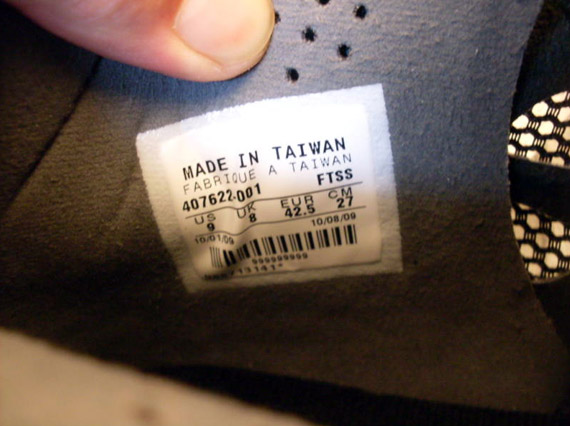 MADE IN TAIWAN
FABRIQUE A TAIWAN
407622-001 FTSS
US UK EUR CM
9 8 42.5 27
10/01/09 10/08/09
999999999